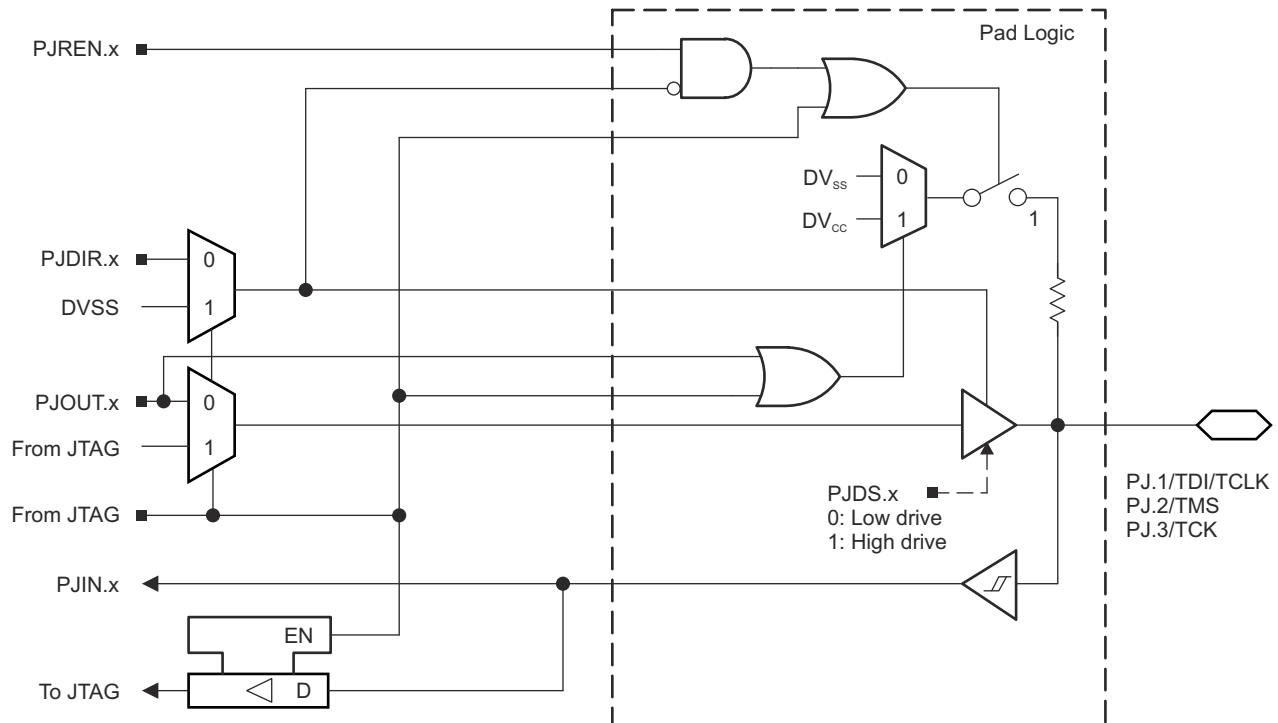 Pad Logic
PJREN.x
DVSS
0
DVCC
1
1
PJDIR.x
0
DVSS
1
PJOUT.x
0
From JTAG
1
PJDS.x
0: Low drive
1: High drive
PJ.1/TDI/TCLK
PJ.2/TMS
PJ.3/TCK
From JTAG
PJIN.x
EN
To JTAG
D